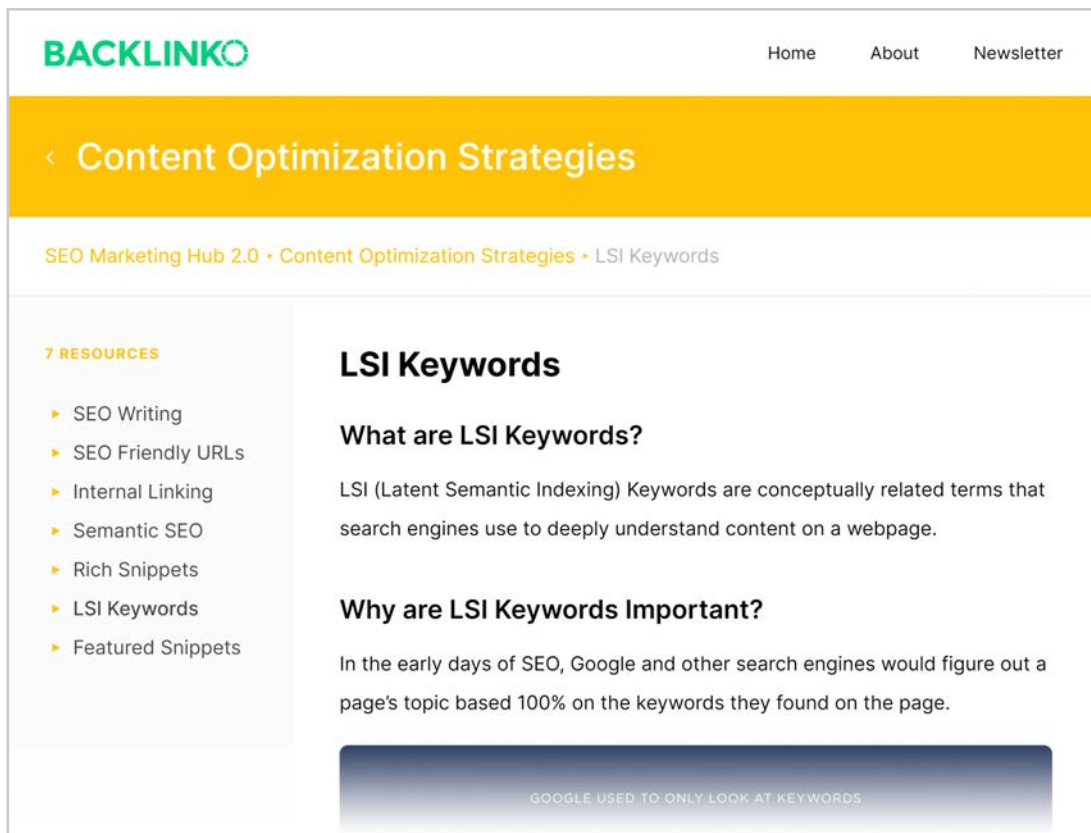 BACKLINKO
Home About Newsletter
Content Optimization Strategies
SEO Marketing Hub 2.0 • Content Optimization Strategies • LSI Keywords
7 RESOURCES
SEO Writing
SEO Friendly URLs
Internal Linking
Semantic SEO
Rich Snippets
LSI Keywords
Featured Snippets
LSI Keywords
What are LSI Keywords?
LSI (Latent Semantic Indexing) Keywords are conceptually related terms that
search engines use to deeply understand content on a webpage.
Why are LSI Keywords Important?
In the early days of SEO, Google and other search engines would figure out a
page’s topic based 100% on the keywords they found on the page.
GOOGLE USED TO ONLY LOOK AT KEYWORDS